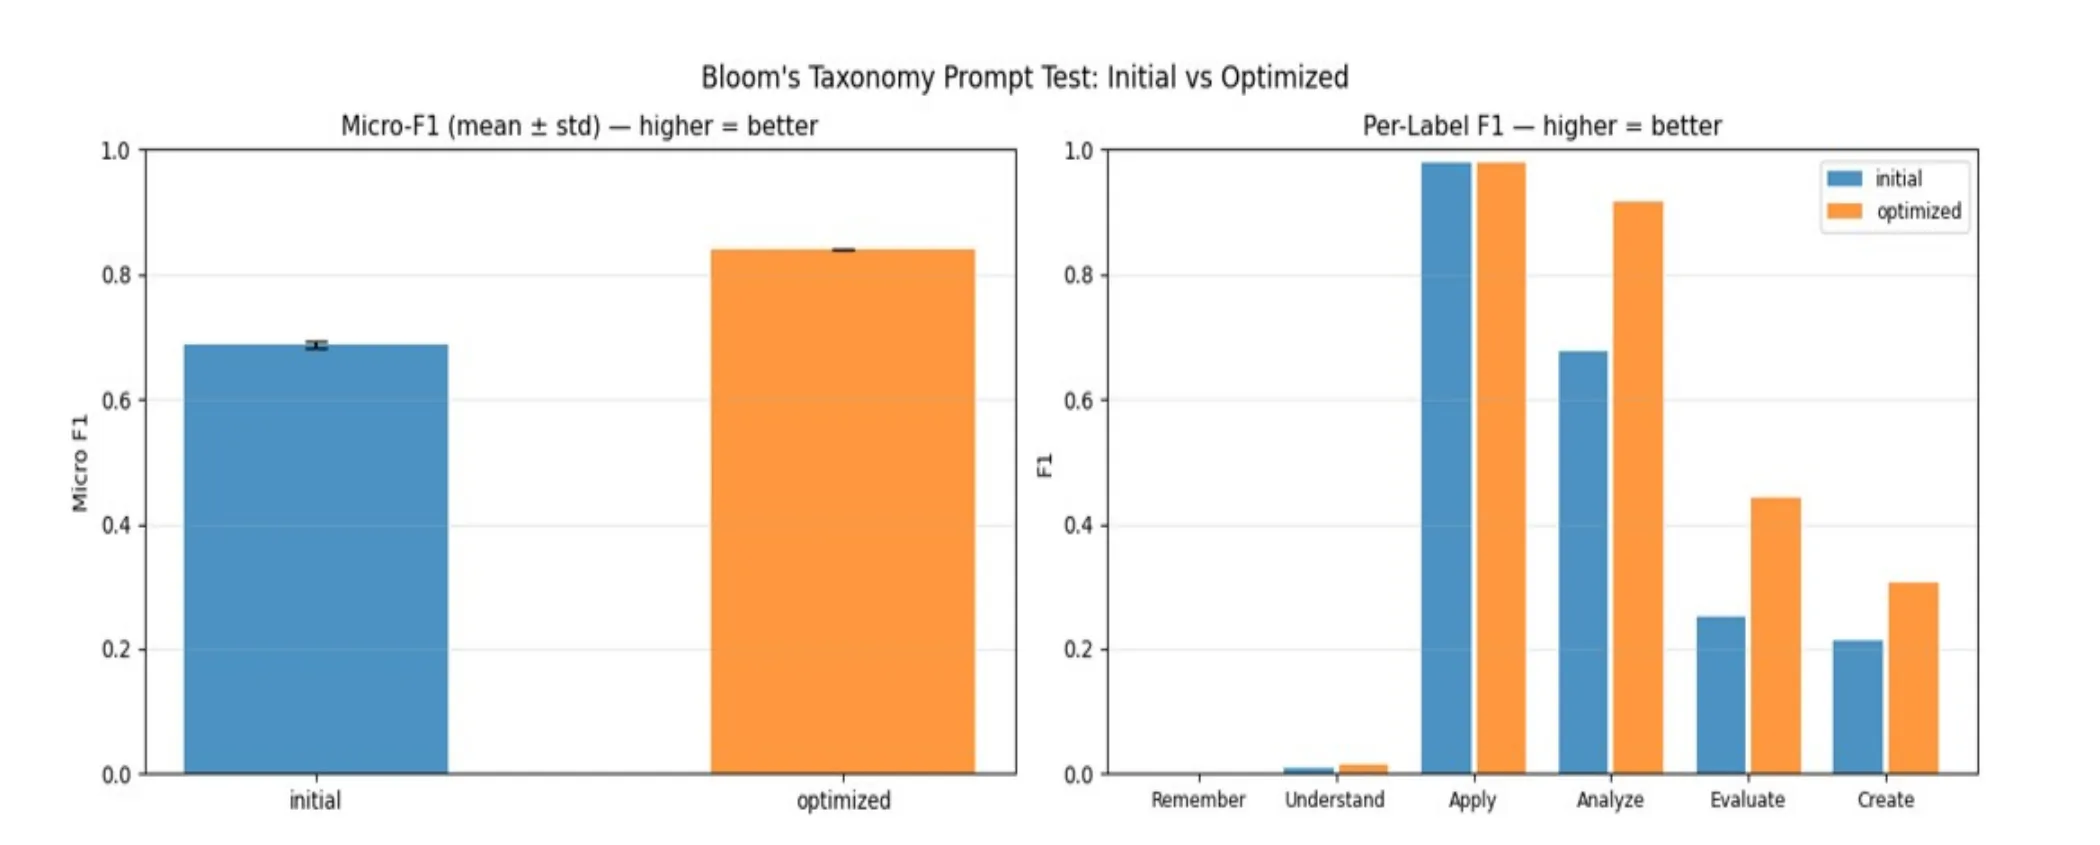 Bloom's Taxonomy Prompt Test: Initial vs Optimized
Micro-F1 (mean ± std) — higher = better
1.0
0.8
0.6
0.4
0.2
0.0
Micro F1
initial
optimized
Per-Label F1 — higher = better
1.0
0.8
0.6
0.4
0.2
0.0
F1
initial
optimized
Remember
Understand
Apply
Analyze
Evaluate
Create